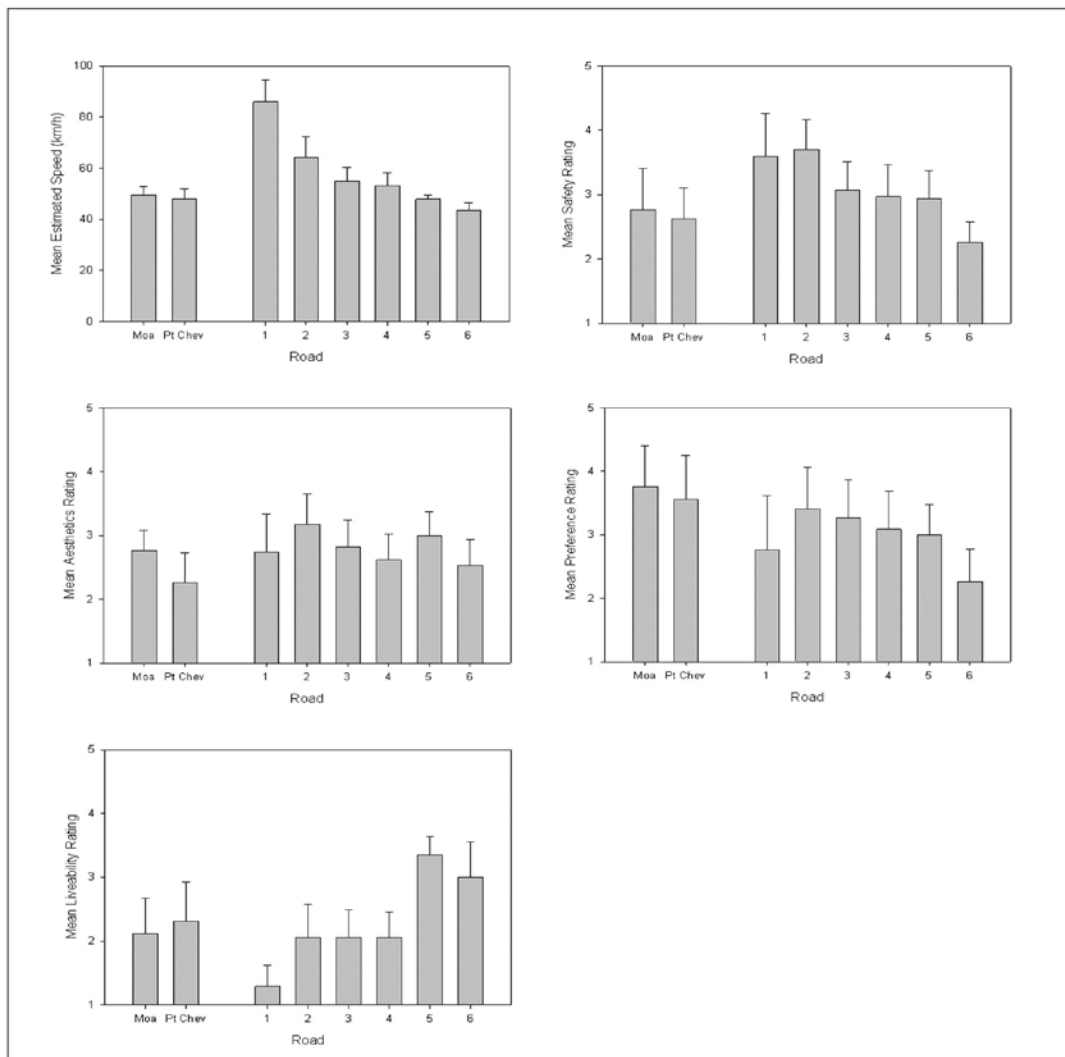 Mean Estimated Speed (km/h)
100
80
60
40
20
0
Moa Pt Chev 1 2 3 4 5 6
Road
Mean Safety Rating
5
4
3
2
1
Moa Pt Chev 1 2 3 4 5 6
Road
Mean Aesthetics Rating
5
4
3
2
1
Moa Pt Chev 1 2 3 4 5 6
Road
Mean Preference Rating
5
4
3
2
1
Moa Pt Chev 1 2 3 4 5 6
Road
Mean Liveability Rating
5
4
3
2
1
Moa Pt Chev 1 2 3 4 5 6
Road